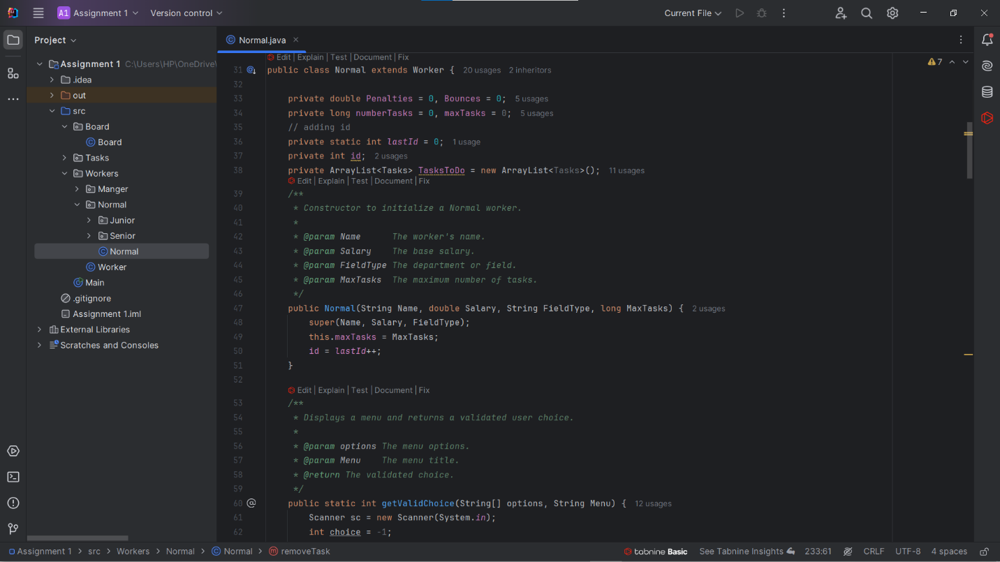 A1 Assignment 1 Version control Current File
Project
Normal.java
Assignment 1 C:\Users\HP\OneDrive\
.idea
out
src
Board
Board
Tasks
Workers
Manger
Normal
Junior
Senior
Normal
Worker
Main
.gitignore
Assignment 1.iml
External Libraries
Scratches and Consoles
7
Edit | Explain | Test | Document | Fix
31 public class Normal extends Worker { 20 usages 2 inheritors
32
33 private double Penalties = 0, Bounces = 0; 5 usages
34 private long numberTasks = 0, maxTasks = 0; 5 usages
35 // adding id
36 private static int lastId = 0; 1 usage
37 private int id; 2 usages
38 private ArrayList<Tasks> TasksToDo = new ArrayList<Tasks>(); 11 usages
Edit | Explain | Test | Document | Fix
39 /**
40 * Constructor to initialize a Normal worker.
41 *
42 * @param Name The worker's name.
43 * @param Salary The base salary.
44 * @param FieldType The department or field.
45 * @param MaxTasks The maximum number of tasks.
46 */
47 public Normal(String Name, double Salary, String FieldType, long MaxTasks) { 2 usages
48 super(Name, Salary, FieldType);
49 this.maxTasks = MaxTasks;
50 id = lastId++;
51 }
52
Edit | Explain | Test | Document | Fix
53 /**
54 * Displays a menu and returns a validated user choice.
55 *
56 * @param options The menu options.
57 * @param Menu The menu title.
58 * @return The validated choice.
59 */
60 public static int getValidChoice(String[] options, String Menu) { 12 usages
61 Scanner sc = new Scanner(System.in);
62 int choice = -1;
Assignment 1 > src > Workers > Normal > Normal > removeTask tabnine Basic See Tabnine Insights 233:61 CRLF UTF-8 4 spaces